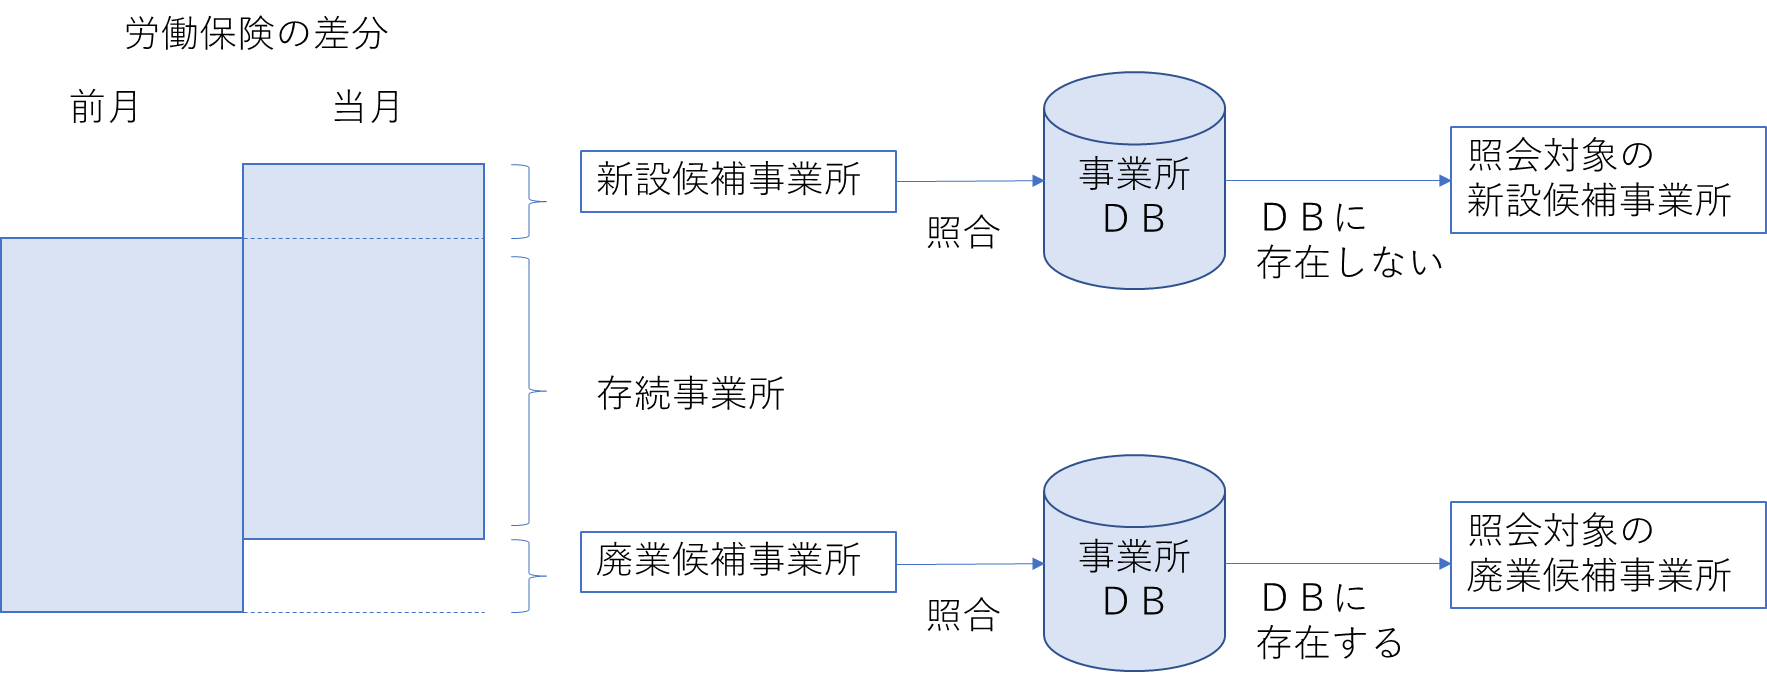 労働保険の差分
前月
当月
新設候補事業所
照合
事業所
ＤＢ
ＤＢに
存在しない
照会対象の
新設候補事業所
存続事業所
廃業候補事業所
照合
事業所
ＤＢ
ＤＢに
存在する
照会対象の
廃業候補事業所